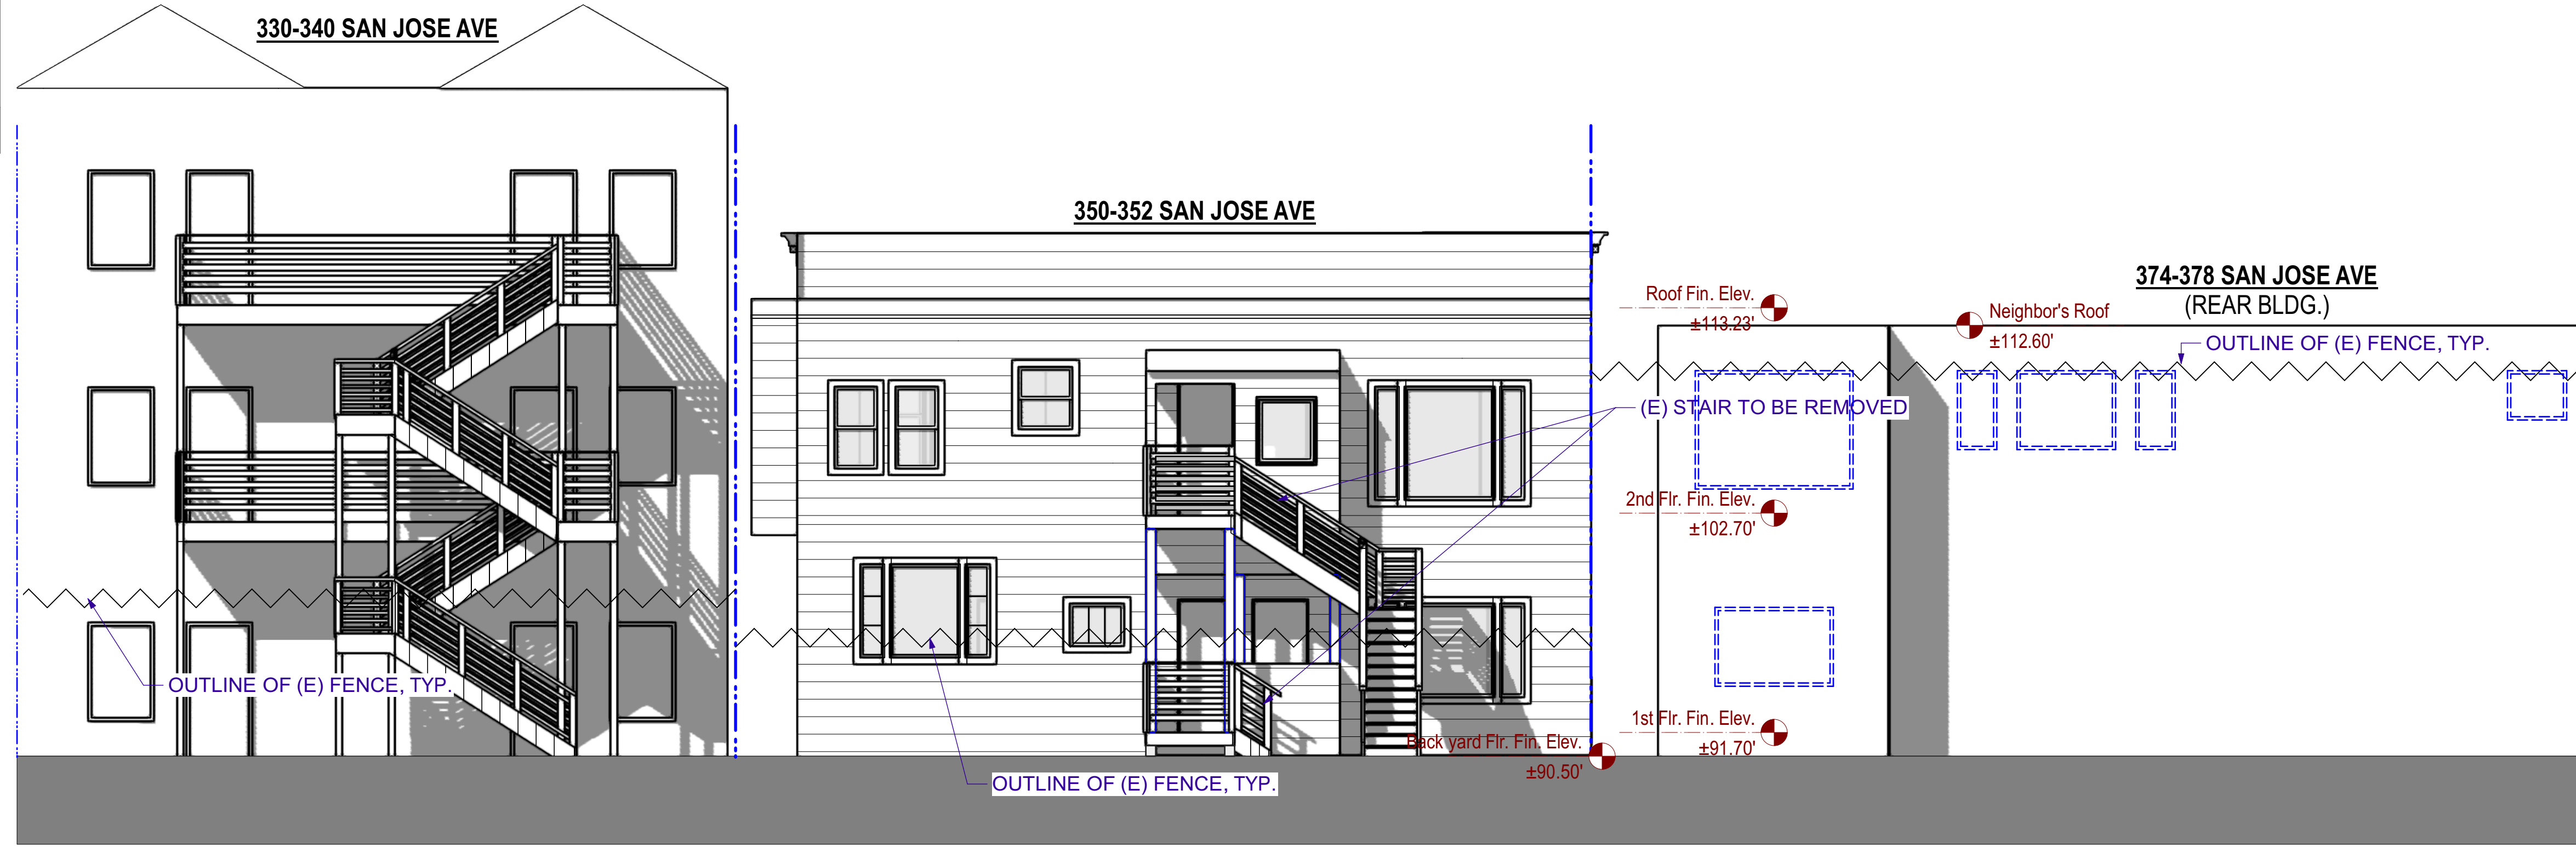 330-340 SAN JOSE AVE
350-352 SAN JOSE AVE
374-378 SAN JOSE AVE
(REAR BLDG.)
Roof Fin. Elev.
±113.23'
Neighbor's Roof
±112.60'
OUTLINE OF (E) FENCE, TYP.
(E) STAIR TO BE REMOVED
2nd Flr. Fin. Elev.
±102.70'
OUTLINE OF (E) FENCE, TYP.
1st Flr. Fin. Elev.
±91.70'
Back yard Flr. Fin. Elev.
±90.50'
OUTLINE OF (E) FENCE, TYP.